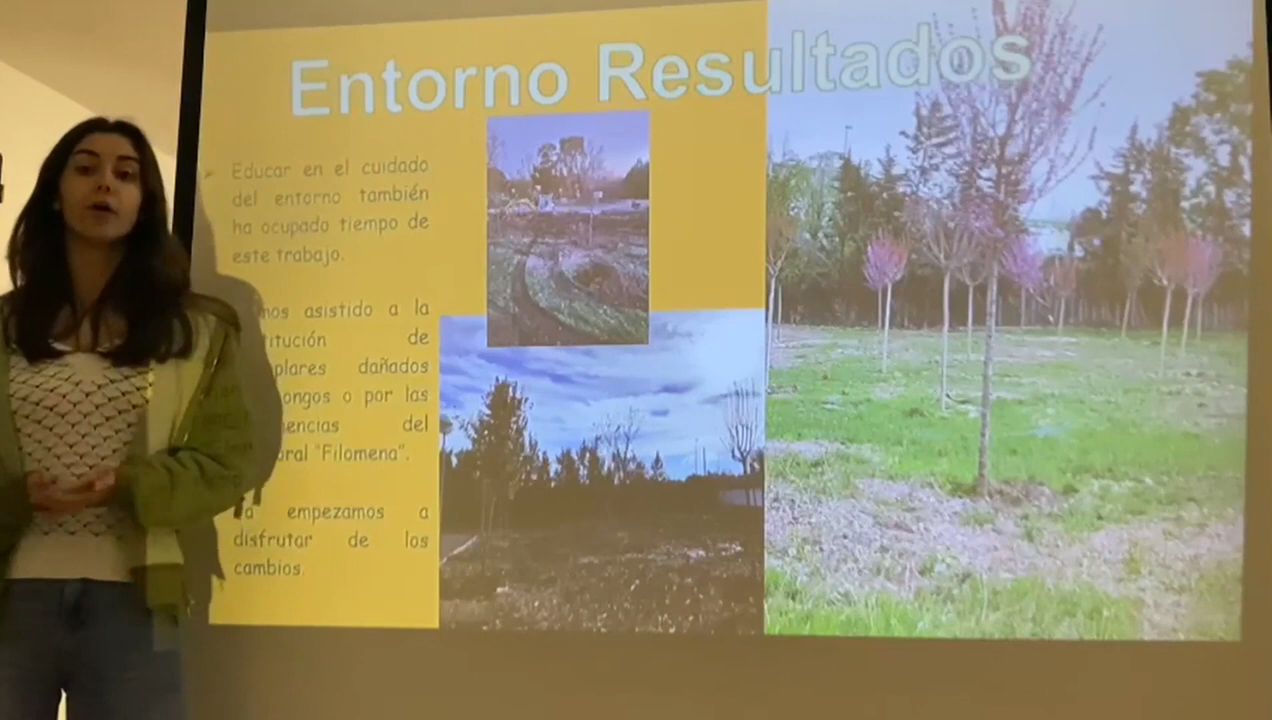 Entorno Resultados
Educar en el cuidado
del entorno también
ha ocupado tiempo de
este trabajo.
asistido a la
de
dañados
o por las
del
"Filomena".
empezamos a
disfrutar de los
cambios.